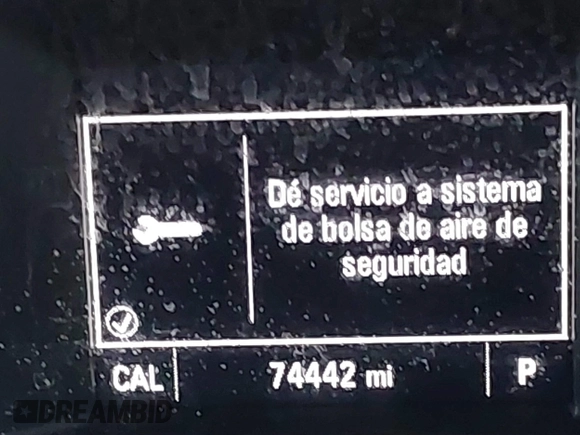 Dé servicio a sistema
de bolsa de aire de
seguridad
CAL 74442 mi P
DREAMBID